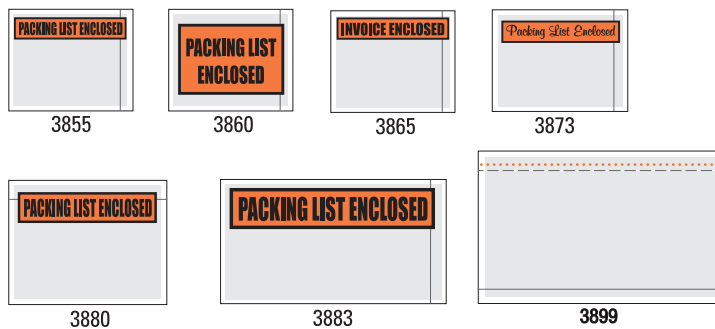 PACKING LIST ENCLOSED
3855
PACKING LIST
ENCLOSED
3860
INVOICE ENCLOSED
3865
Packing List Enclosed
3873
PACKING LIST ENCLOSED
3880
PACKING LIST ENCLOSED
3883
3899